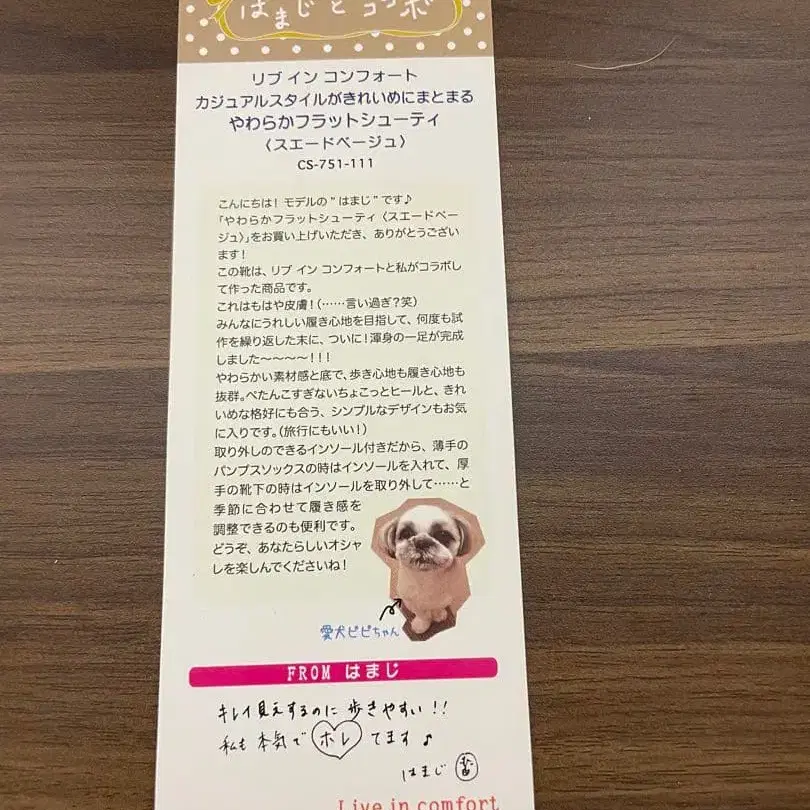 はまじとコラボ
リブ イン コンフォート
カジュアルスタイルがきれいめにまとまる
やわらかフラットシューティ
〈スエードベージュ〉
CS-751-111
こんにちは! モデルの"はまじ"です♪
「やわらかフラットシューティ〈スエードベー
ジュ〉」をお買い上げいただき、ありがとうござい
ます!
この靴は、リブ イン コンフォートと私がコラボし
て作った商品です。
これはもはや皮膚!(……言い過ぎ?笑)
みんなにうれしい履き心地を目指して、何度も試
作を繰り返した末に、ついに!渾身の一足が完成
しました〜〜〜〜!!!
やわらかい素材感と底で、歩き心地も履き心地も
抜群。ぺたんこすぎないちょこっとヒールと、きれ
いめな格好にも合う、シンプルなデザインもお気
に入りです。(旅行にもいい!)
取り外しのできるインソール付きだから、薄手の
パンプスソックスの時はインソールを入れて、厚
手の靴下の時はインソールを取り外して……と
季節に合わせて履き感を
調整できるのも便利です。
どうぞ、あなたらしいオシャ
レを楽しんでくださいね!
愛犬ピピちゃん
FROM はまじ
キレイ見えするのに 歩きやすい!!
私も 本気で ホレ てます♪
はまじ
Live in comfort